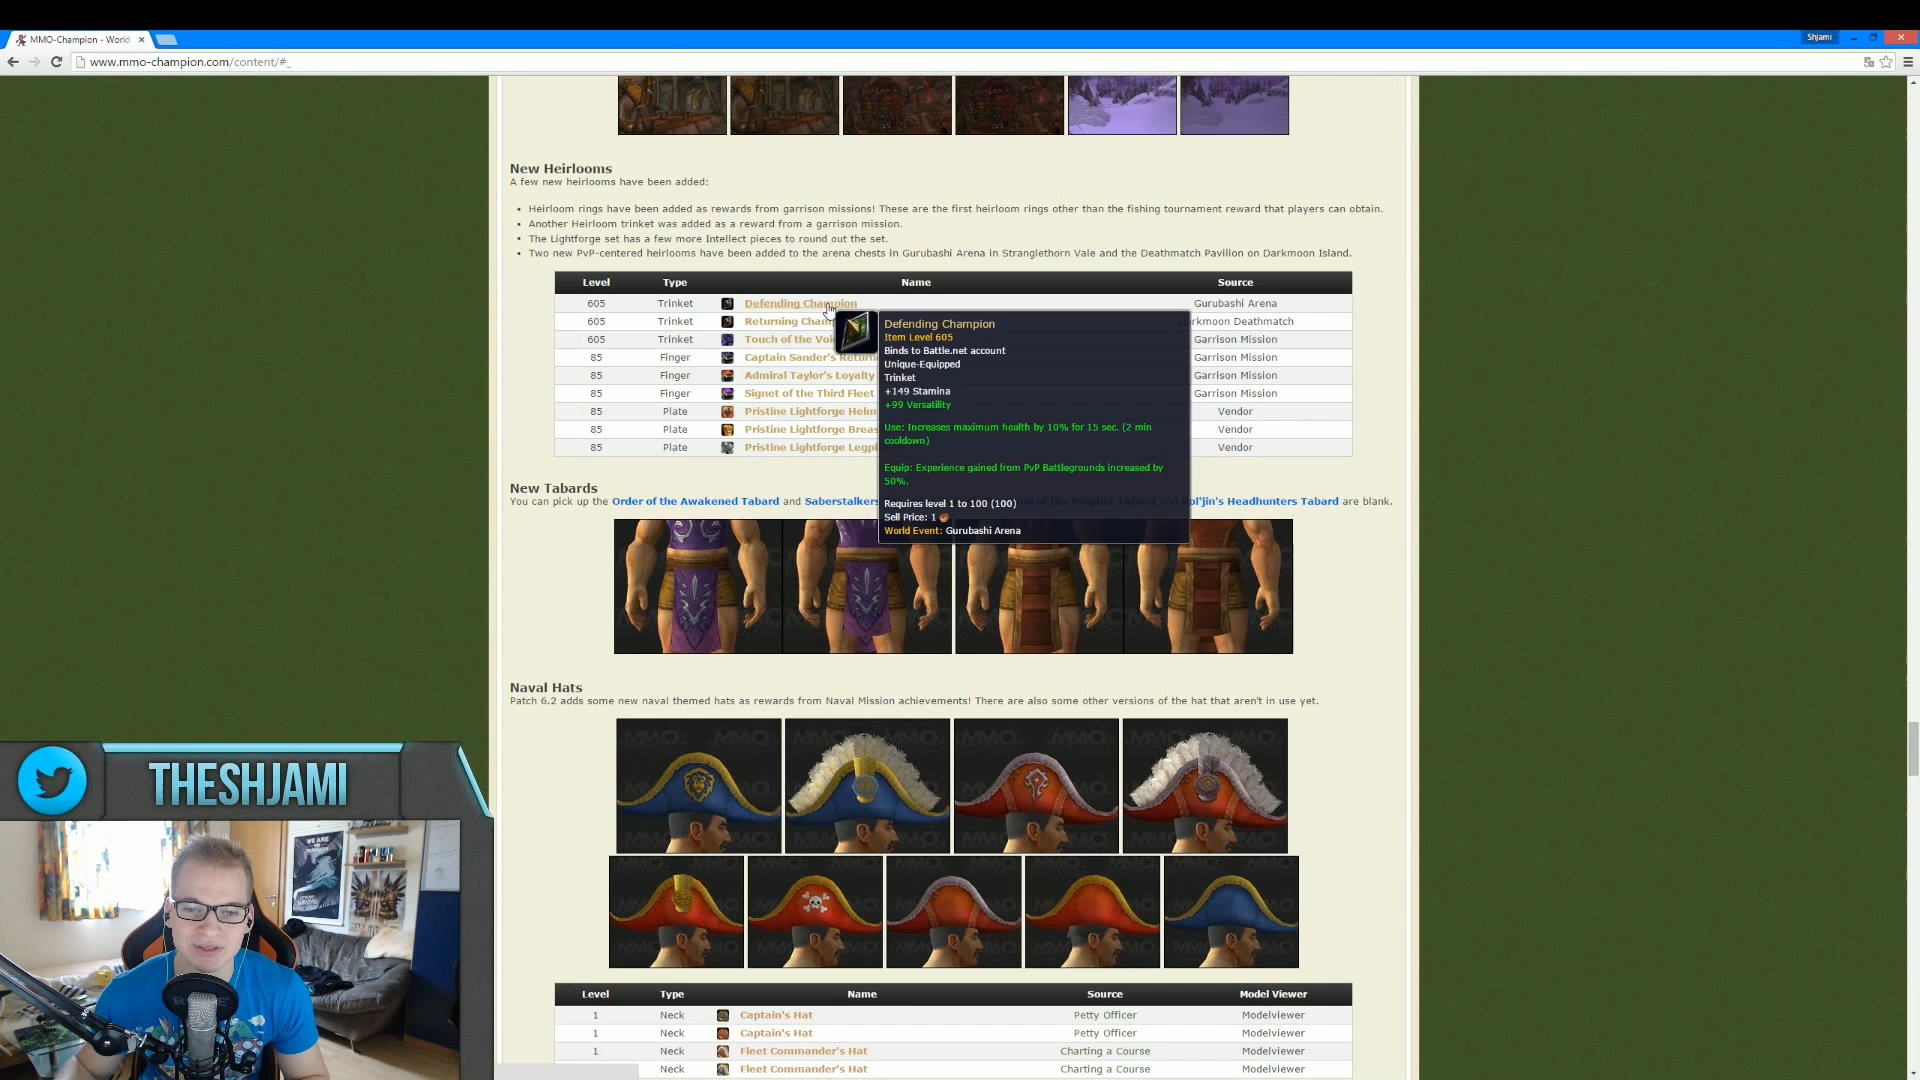 MMO-Champion - World
Shjami
www.mmo-champion.com/content/#_
New Heirlooms
A few new heirlooms have been added:
Heirloom rings have been added as rewards from garrison missions! These are the first heirloom rings other than the fishing tournament reward that players can obtain.
Another Heirloom trinket was added as a reward from a garrison mission.
The Lightforge set has a few more Intellect pieces to round out the set.
Two new PvP-centered heirlooms have been added to the arena chests in Gurubashi Arena in Stranglethorn Vale and the Deathmatch Pavilion on Darkmoon Island.
Level Type Name Source
605 Trinket Defending Champion Gurubashi Arena
605 Trinket Returning Champ arkmoon Deathmatch
605 Trinket Touch of the Voi Garrison Mission
85 Finger Captain Sander's Return Garrison Mission
85 Finger Admiral Taylor's Loyalty Garrison Mission
85 Finger Signet of the Third Fleet Garrison Mission
85 Plate Pristine Lightforge Helm Vendor
85 Plate Pristine Lightforge Breas Vendor
85 Plate Pristine Lightforge Legp Vendor
Defending Champion
Item Level 605
Binds to Battle.net account
Unique-Equipped
Trinket
+149 Stamina
+99 Versatility
Use: Increases maximum health by 10% for 15 sec. (2 min
cooldown)
Equip: Experience gained from PvP Battlegrounds increased by
50%.
Requires level 1 to 100 (100)
Sell Price: 1
World Event: Gurubashi Arena
New Tabards
You can pick up the Order of the Awakened Tabard and Saberstalkers of the Prophet Tabard and Vol'jin's Headhunters Tabard are blank.
Naval Hats
Patch 6.2 adds some new naval themed hats as rewards from Naval Mission achievements! There are also some other versions of the hat that aren't in use yet.
THESHJAMI
WE ARE
Level Type Name Source Model Viewer
1 Neck Captain's Hat Petty Officer Modelviewer
1 Neck Captain's Hat Petty Officer Modelviewer
1 Neck Fleet Commander's Hat Charting a Course Modelviewer
Neck Fleet Commander's Hat Charting a Course Modelviewer